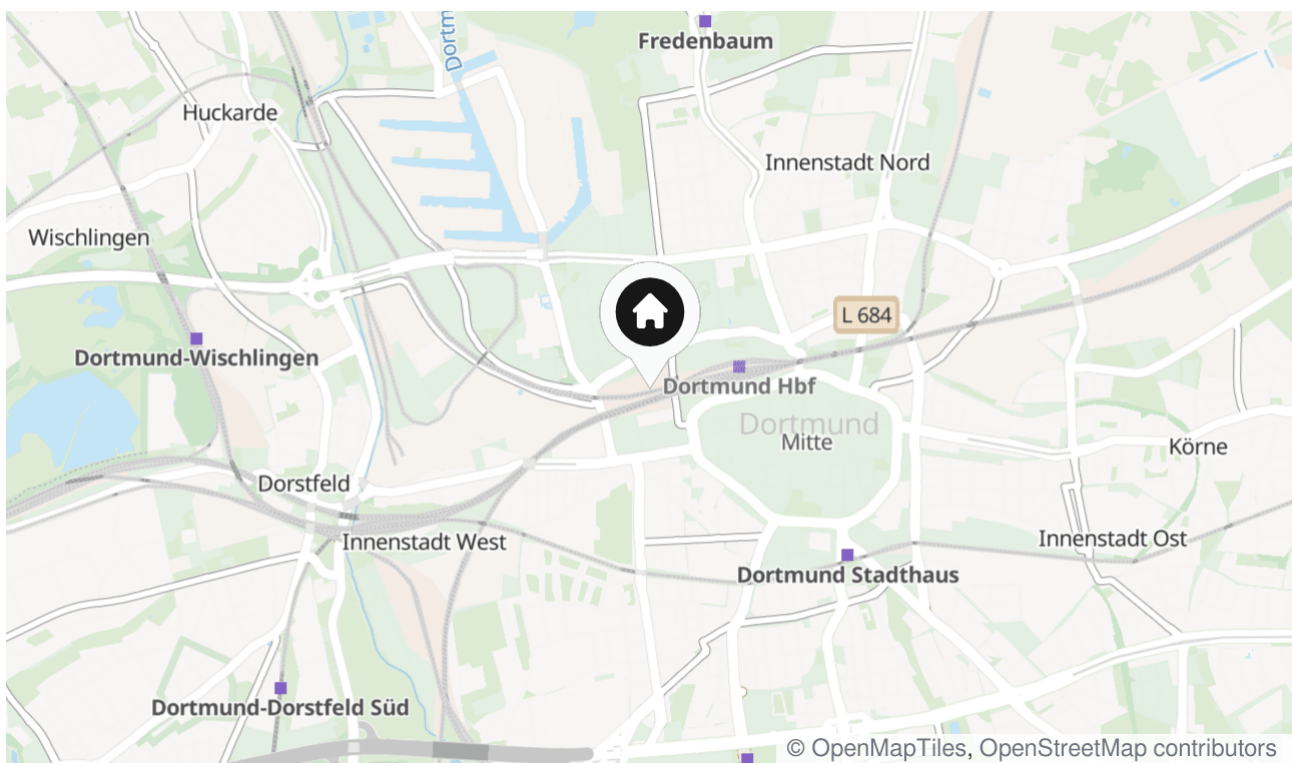 Dortm
Fredenbaum
Huckarde
Innenstadt Nord
Wischlingen
L 684
Dortmund-Wischlingen
Dortmund Hbf
Dortmund
Mitte
Körne
Dorstfeld
Innenstadt West
Innenstadt Ost
Dortmund Stadthaus
Dortmund-Dorstfeld Süd
© OpenMapTiles, OpenStreetMap contributors